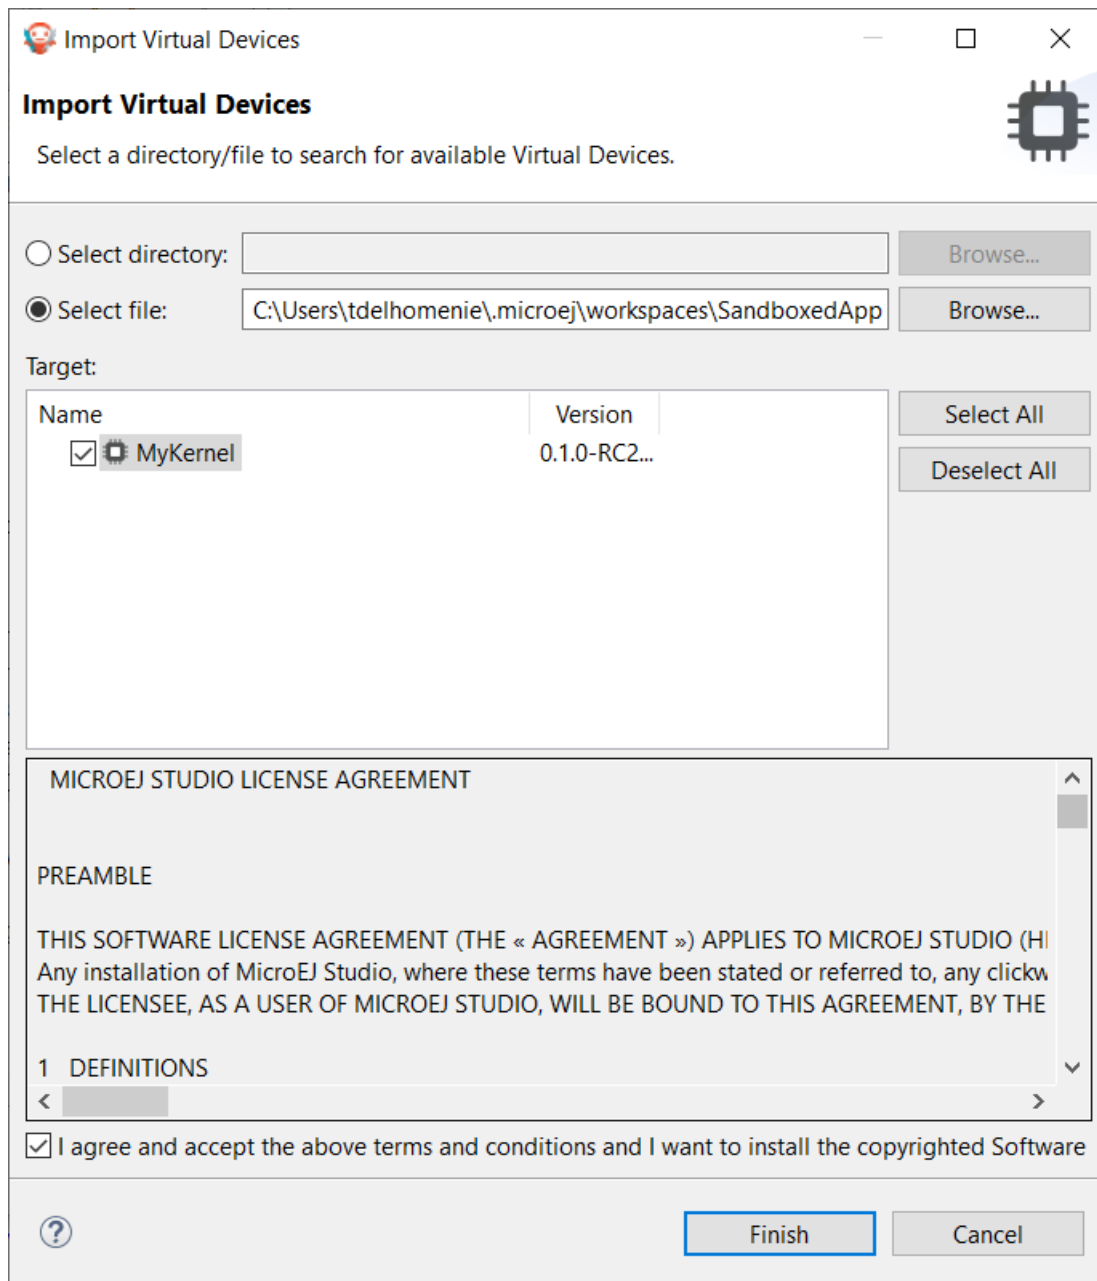 Import Virtual Devices
Import Virtual Devices
Select a directory/file to search for available Virtual Devices.
Select directory:
Browse...
Select file:
C:\Users\tdelhomenie\.microej\workspaces\SandboxedApp
Browse...
Target:
Name Version
MyKernel 0.1.0-RC2...
Select All
Deselect All
MICROEJ STUDIO LICENSE AGREEMENT
PREAMBLE
THIS SOFTWARE LICENSE AGREEMENT (THE « AGREEMENT ») APPLIES TO MICROEJ STUDIO
Any installation of MicroEJ Studio, where these terms have been stated or referred to, any clickw
THE LICENSEE, AS A USER OF MICROEJ STUDIO, WILL BE BOUND TO THIS AGREEMENT, BY THE
1 DEFINITIONS
I agree and accept the above terms and conditions and I want to install the copyrighted Software
?
Finish
Cancel